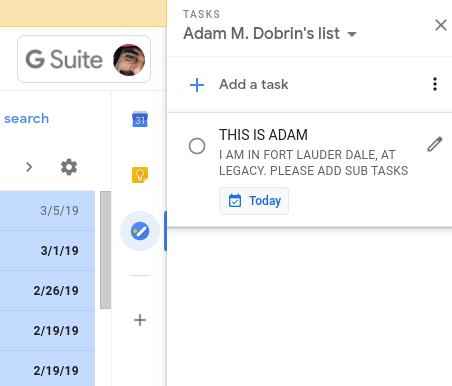 TASKS
Adam M. Dobrin's list
G Suite
Add a task
search
31
THIS IS ADAM
I AM IN FORT LAUDER DALE, AT
LEGACY. PLEASE ADD SUB TASKS
Today
3/5/19
3/1/19
2/26/19
2/19/19
2/19/19